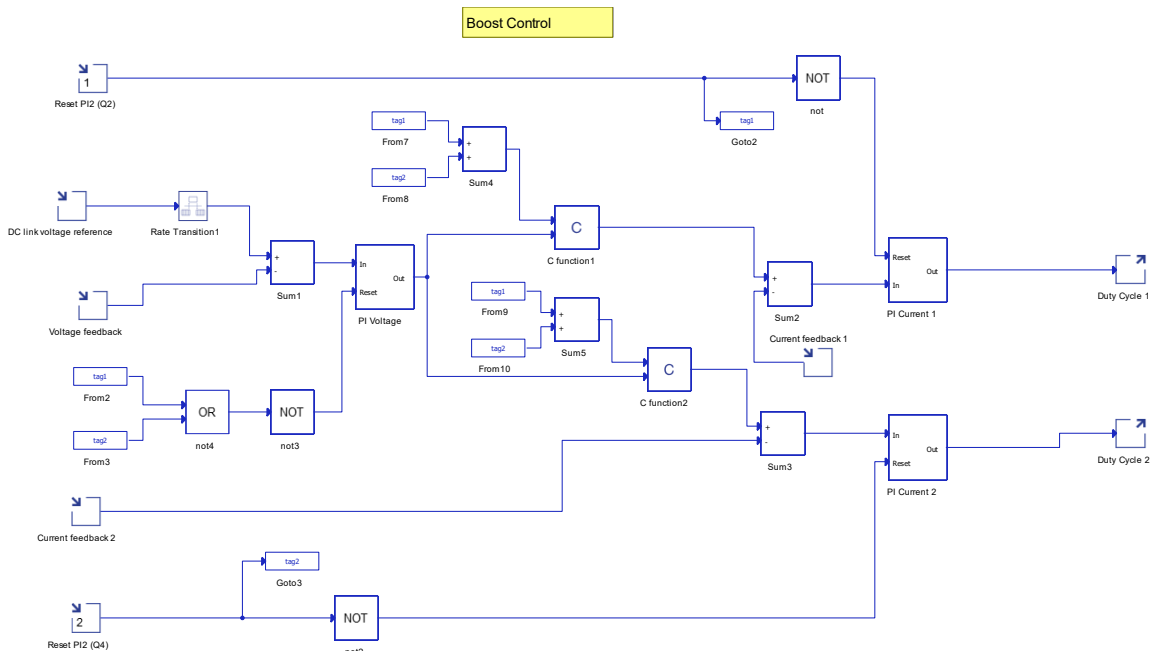 Boost Control
1
Reset PI2 (Q2)
NOT
not
tag1
Goto2
tag1
From7
tag2
From8
+
+
Sum4
DC link voltage reference
Rate Transition1
C
C function1
+
-
Sum1
In
Out
Reset
PI Voltage
Voltage feedback
tag1
From9
tag2
From10
+
+
Sum5
C
C function2
+
-
Sum2
Current feedback 1
Reset
Out
In
PI Current 1
Duty Cycle 1
tag1
From2
tag2
From3
OR
not4
NOT
not3
+
-
Sum3
In
Out
Reset
PI Current 2
Duty Cycle 2
Current feedback 2
tag2
Goto3
2
Reset PI2 (Q4)
NOT